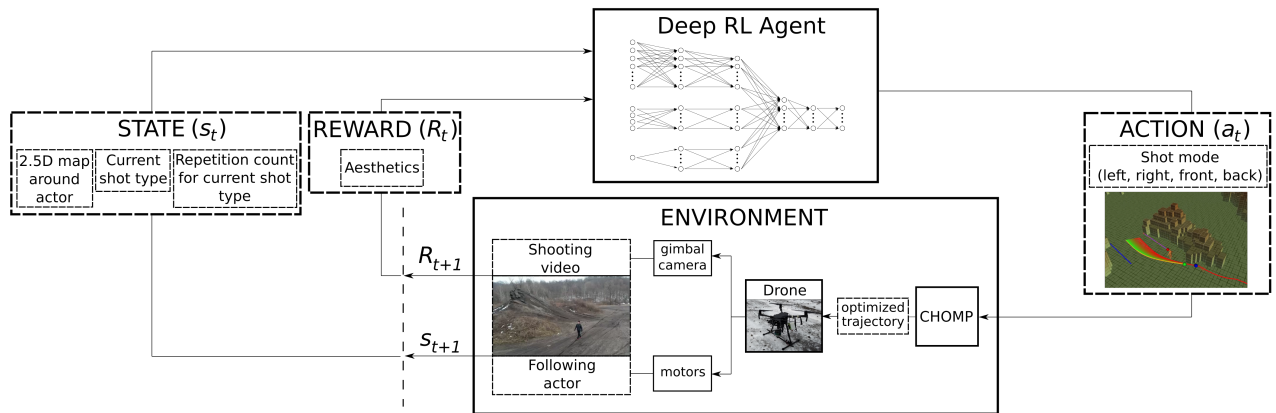 Deep RL Agent
STATE (s_t)
2.5D map
around
actor
Current
shot type
Repetition count
for current shot
type
REWARD (R_t)
Aesthetics
ACTION (a_t)
Shot mode
(left, right, front, back)
ENVIRONMENT
R_{t+1}
s_{t+1}
Shooting
video
Following
actor
gimbal
camera
motors
Drone
optimized
trajectory
CHOMP